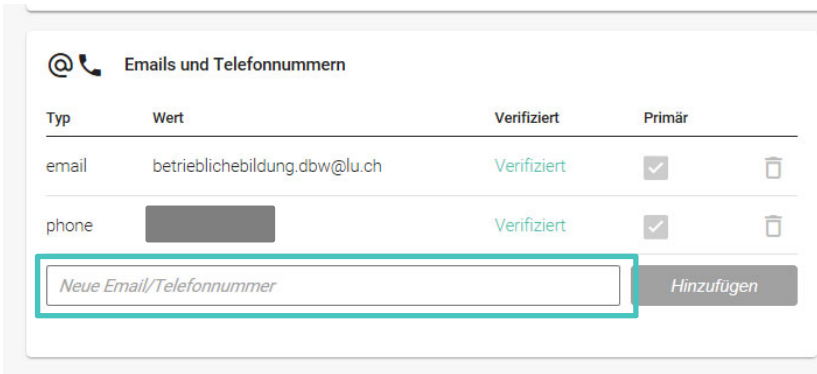 Emails und Telefonnummern
Typ Wert Verifiziert Primär
email betrieblichebildung.dbw@lu.ch Verifiziert
phone Verifiziert
Neue Email/Telefonnummer Hinzufügen